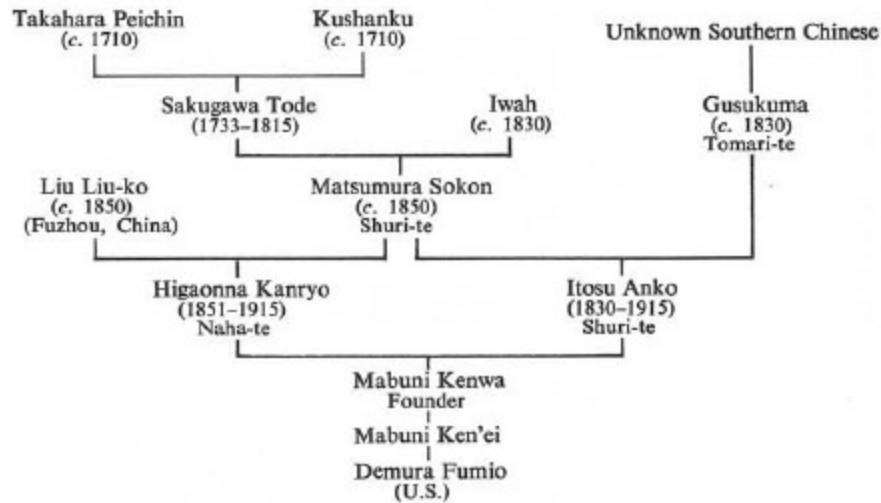 Takahara Peichin
(c. 1710)
Kushanku
(c. 1710)
Unknown Southern Chinese
Sakugawa Tode
(1733–1815)
Iwah
(c. 1830)
Gusukuma
(c. 1830)
Tomari-te
Liu Liu-ko
(c. 1850)
(Fuzhou, China)
Matsumura Sokon
(c. 1850)
Shuri-te
Higaonna Kanryo
(1851–1915)
Naha-te
Itosu Anko
(1830–1915)
Shuri-te
Mabuni Kenwa
Founder
Mabuni Ken'ei
Demura Fumio
(U.S.)